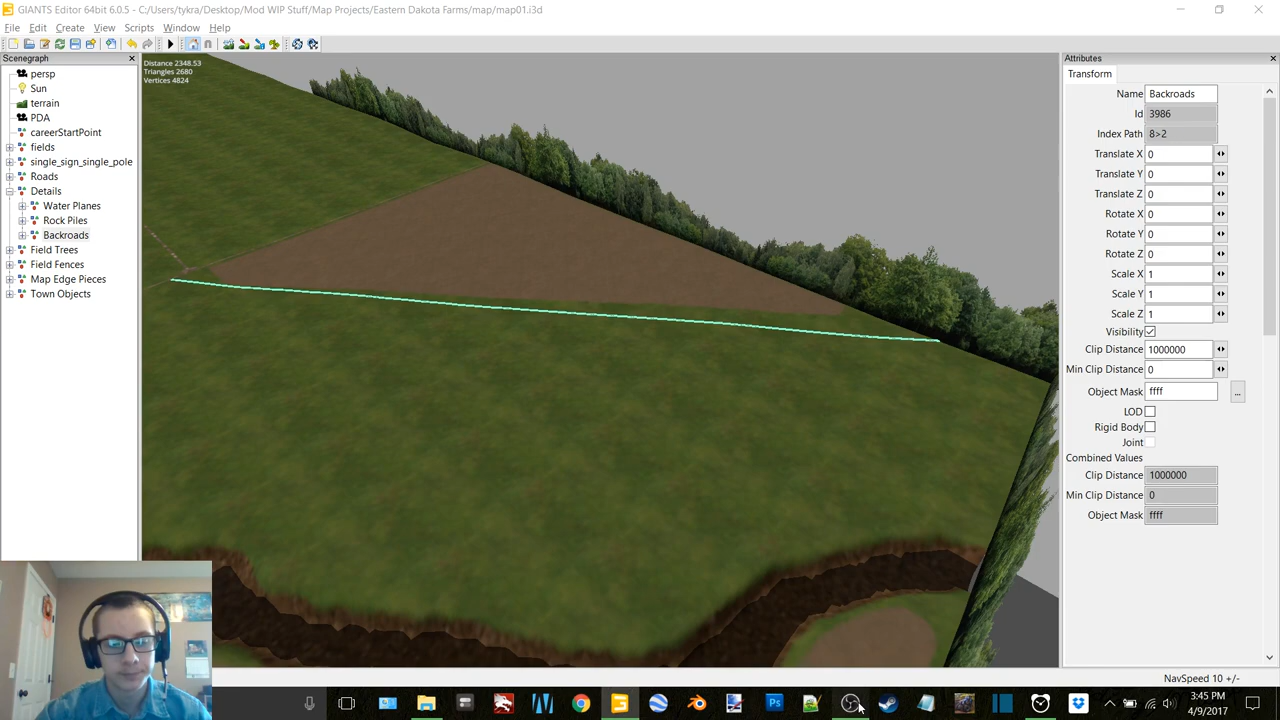 GIANTS Editor 64bit 6.0.5 - C:/Users/tykra/Desktop/Mod WIP Stuff/Map Projects/Eastern Dakota Farms/map/map01.i3d
File Edit Create View Scripts Window Help
Scenegraph
persp
Sun
terrain
PDA
careerStartPoint
fields
single_sign_single_pole
Roads
Details
Water Planes
Rock Piles
Backroads
Field Trees
Field Fences
Map Edge Pieces
Town Objects
Distance 2348.53
Triangles 2680
Vertices 4824
Attributes
Transform
Name Backroads
Id 3986
Index Path 8>2
Translate X 0
Translate Y 0
Translate Z 0
Rotate X 0
Rotate Y 0
Rotate Z 0
Scale X 1
Scale Y 1
Scale Z 1
Visibility
Clip Distance 1000000
Min Clip Distance 0
Object Mask ffff ...
LOD
Rigid Body
Joint
Combined Values
Clip Distance 1000000
Min Clip Distance 0
Object Mask ffff
NavSpeed 10 +/-
Ps
3:45 PM
4/9/2017